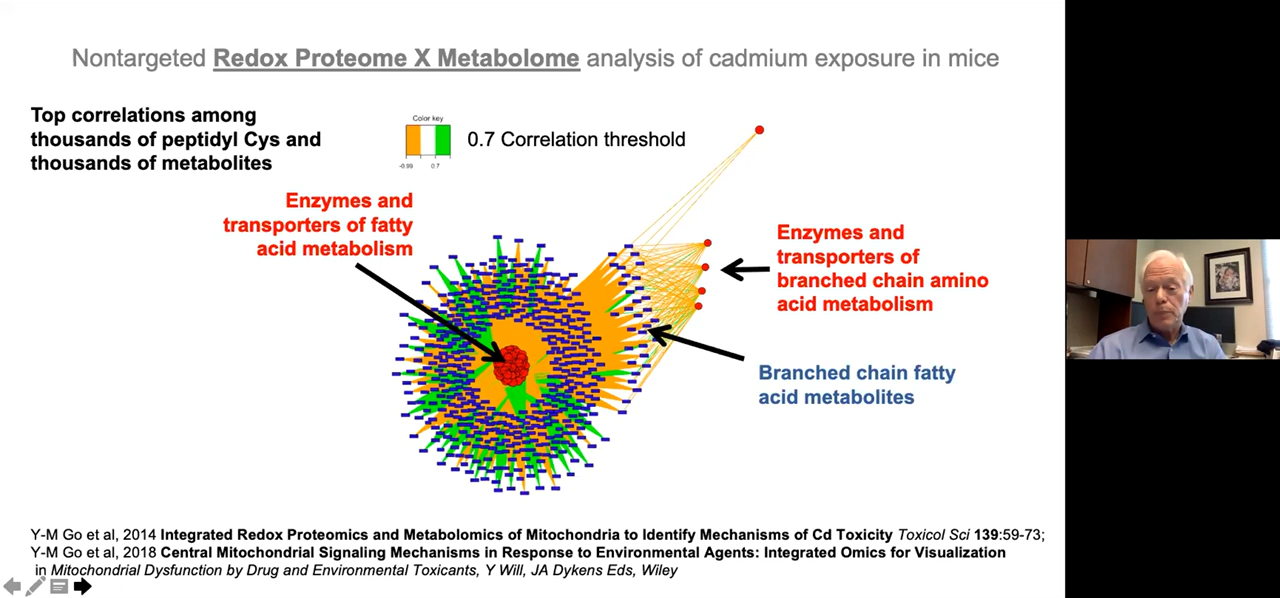 Nontargeted Redox Proteome X Metabolome analysis of cadmium exposure in mice
Top correlations among
thousands of peptidyl Cys and
thousands of metabolites
Color key
-0.99 0.7
0.7 Correlation threshold
Enzymes and
transporters of fatty
acid metabolism
Enzymes and
transporters of
branched chain amino
acid metabolism
Branched chain fatty
acid metabolites
Y-M Go et al, 2014 Integrated Redox Proteomics and Metabolomics of Mitochondria to Identify Mechanisms of Cd Toxicity Toxicol Sci 139:59-73;
Y-M Go et al, 2018 Central Mitochondrial Signaling Mechanisms in Response to Environmental Agents: Integrated Omics for Visualization
in Mitochondrial Dysfunction by Drug and Environmental Toxicants, Y Will, JA Dykens Eds, Wiley